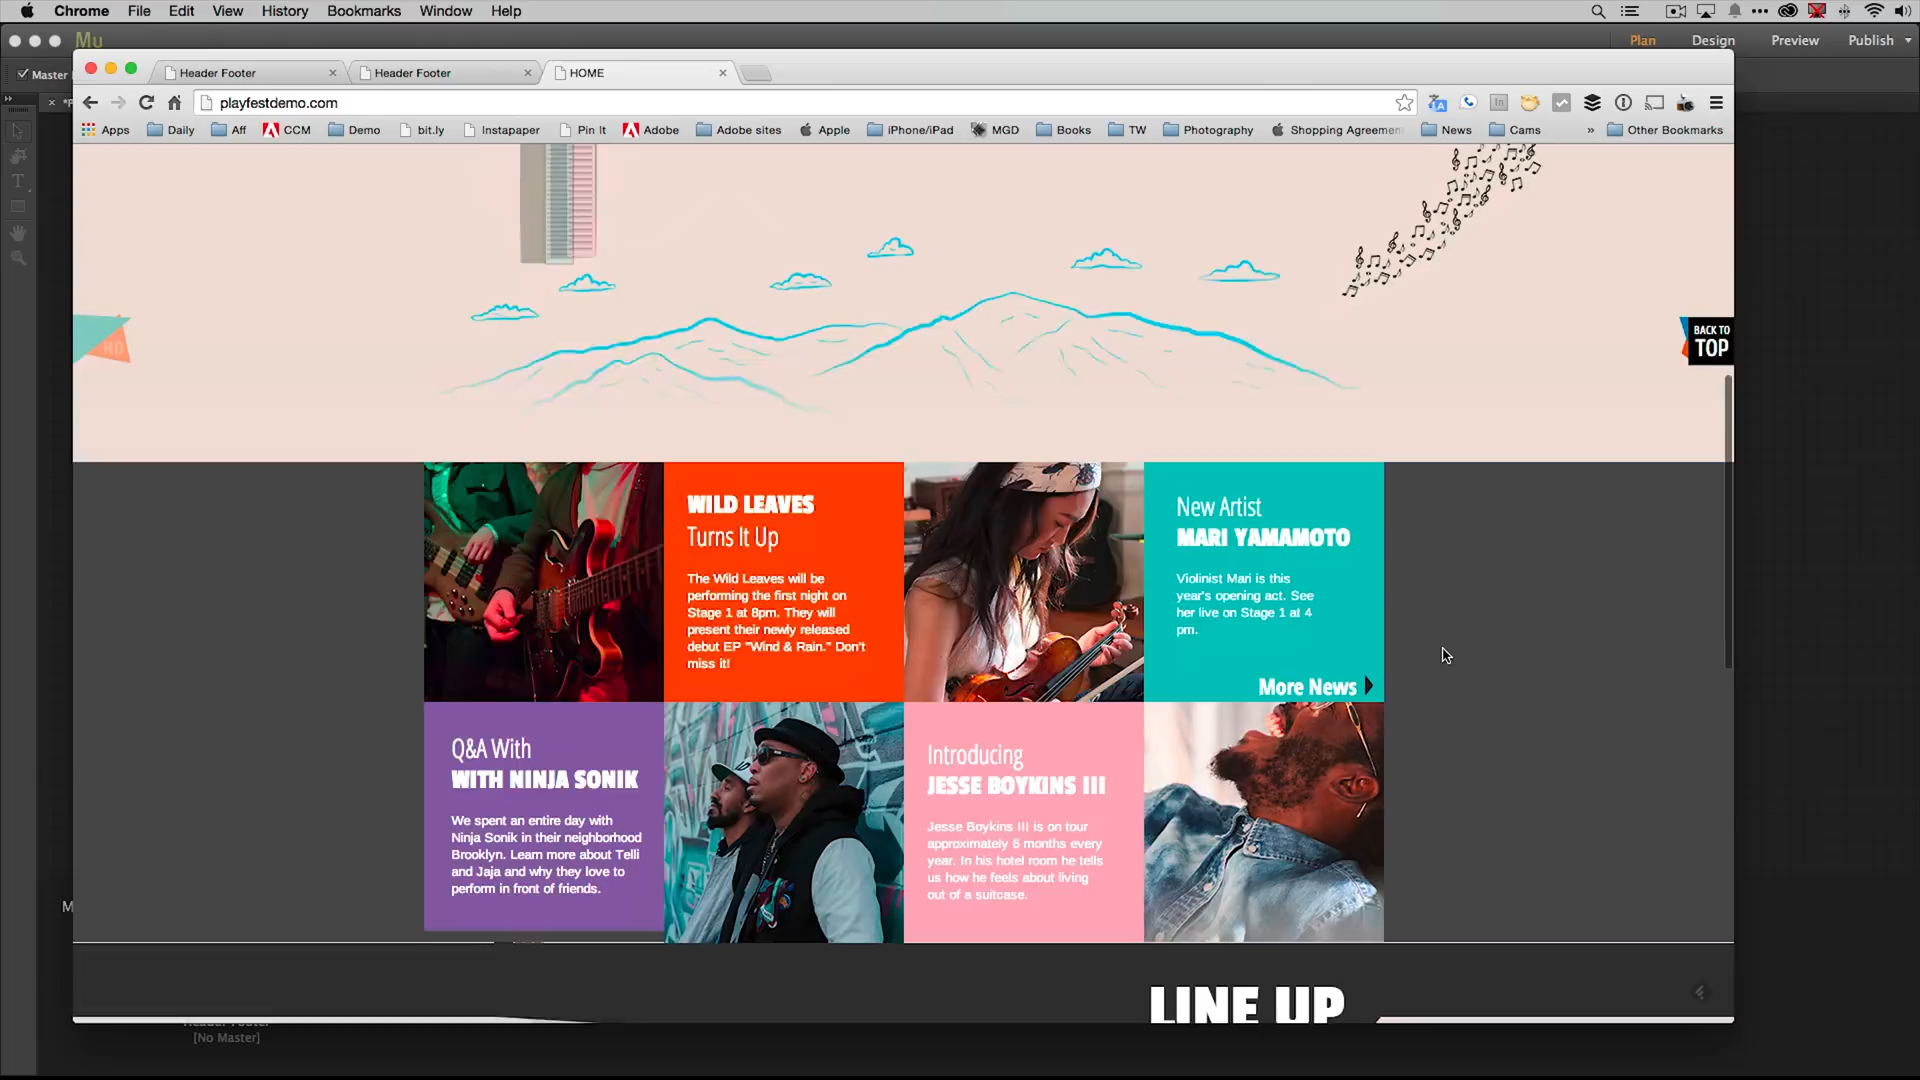 Chrome File Edit View History Bookmarks Window Help
Mu
Plan Design Preview Publish
Master
Header Footer
Header Footer
HOME
playfestdemo.com
Apps Daily Aff CCM Demo bit.ly Instapaper Pin It Adobe Adobe sites Apple iPhone/iPad MGD Books TW Photography Shopping Agreemen News Cams » Other Bookmarks
BACK TO
TOP
WILD LEAVES
Turns It Up
The Wild Leaves will be
performing the first night on
Stage 1 at 8pm. They will
present their newly released
debut EP "Wind & Rain." Don't
miss it!
New Artist
MARI YAMAMOTO
Violinist Mari is this
year's opening act. See
her live on Stage 1 at 4
pm.
More News
Q&A With
WITH NINJA SONIK
We spent an entire day with
Ninja Sonik in their neighborhood
Brooklyn. Learn more about Telli
and Jaja and why they love to
perform in front of friends.
Introducing
JESSE BOYKINS III
Jesse Boykins III is on tour
approximately 6 months every
year. In his hotel room he tells
us how he feels about living
out of a suitcase.
LINE UP
Header Footer
[No Master]